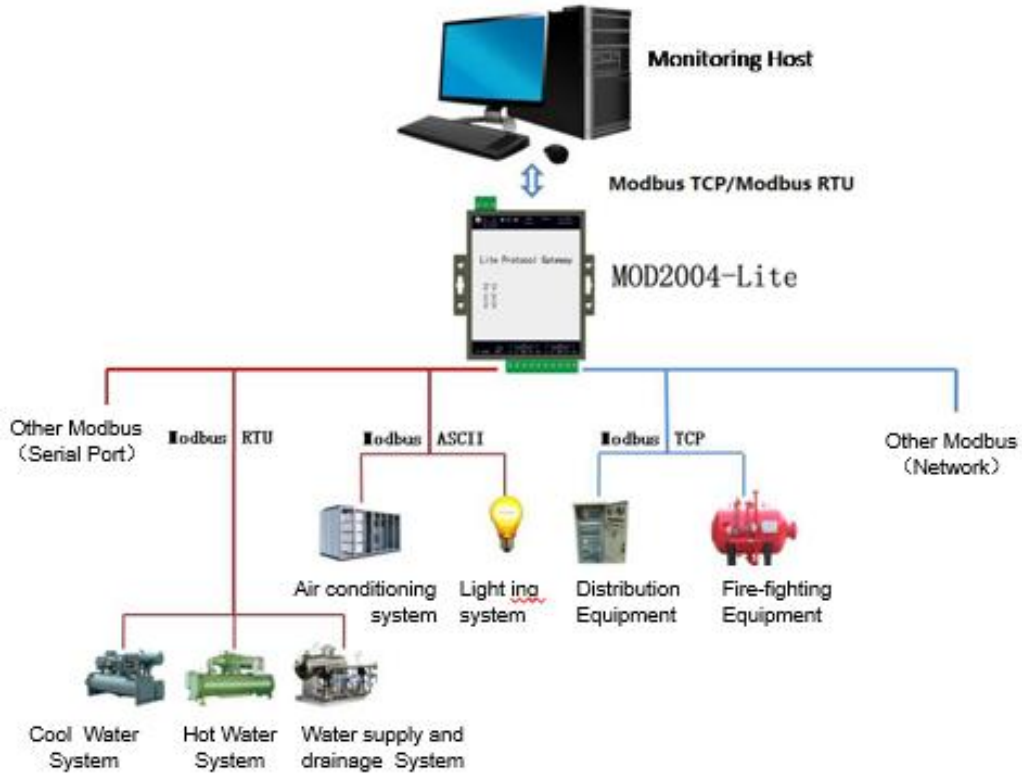 Monitoring Host
Modbus TCP/Modbus RTU
Lite Protocol Gateway
MOD2004-Lite
Other Modbus
（Serial Port）
Modbus RTU
Modbus ASCII
Modbus TCP
Other Modbus
（Network）
Air conditioning
system
Light ing
system
Distribution
Equipment
Fire-fighting
Equipment
Cool Water
System
Hot Water
System
Water supply and
drainage System